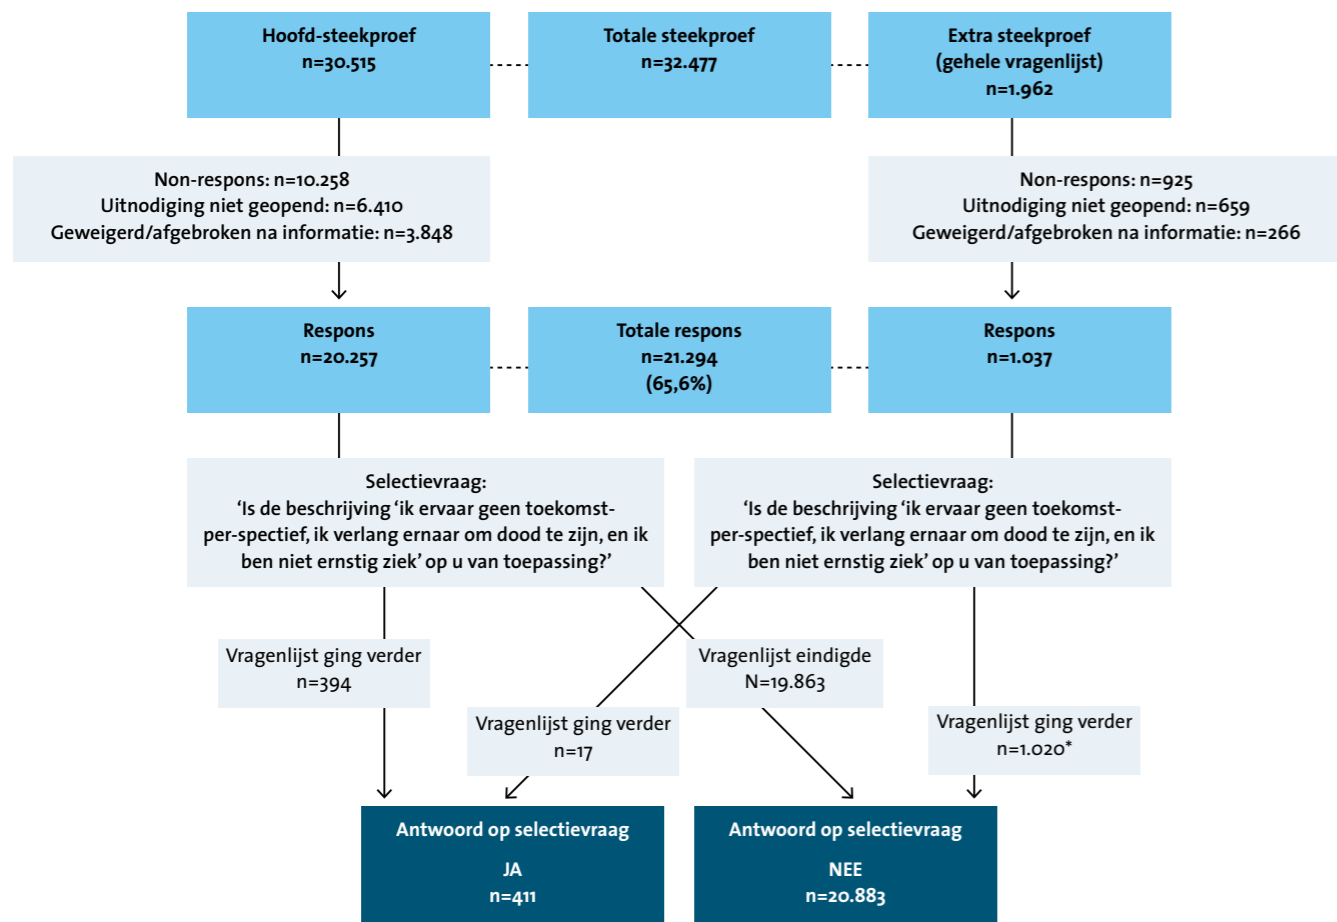 Hoofd-steekproef
n=30.515
Totale steekproef
n=32.477
Extra steekproef
(gehele vragenlijst)
n=1.962
Non-respons: n=10.258
Uitnodiging niet geopend: n=6.410
Geweigerd/afgebroken na informatie: n=3.848
Non-respons: n=925
Uitnodiging niet geopend: n=659
Geweigerd/afgebroken na informatie: n=266
Respons
n=20.257
Totale respons
n=21.294
(65,6%)
Respons
n=1.037
Selectievraag:
‘Is de beschrijving ‘ik ervaar geen toekomst-
per-spectief, ik verlang ernaar om dood te zijn, en ik
ben niet ernstig ziek’ op u van toepassing?’
Selectievraag:
‘Is de beschrijving ‘ik ervaar geen toekomst-
per-spectief, ik verlang ernaar om dood te zijn, en ik
ben niet ernstig ziek’ op u van toepassing?’
Vragenlijst ging verder
n=394
Vragenlijst eindigde
N=19.863
Vragenlijst ging verder
n=17
Vragenlijst ging verder
n=1.020*
Antwoord op selectievraag
JA
n=411
Antwoord op selectievraag
NEE
n=20.883